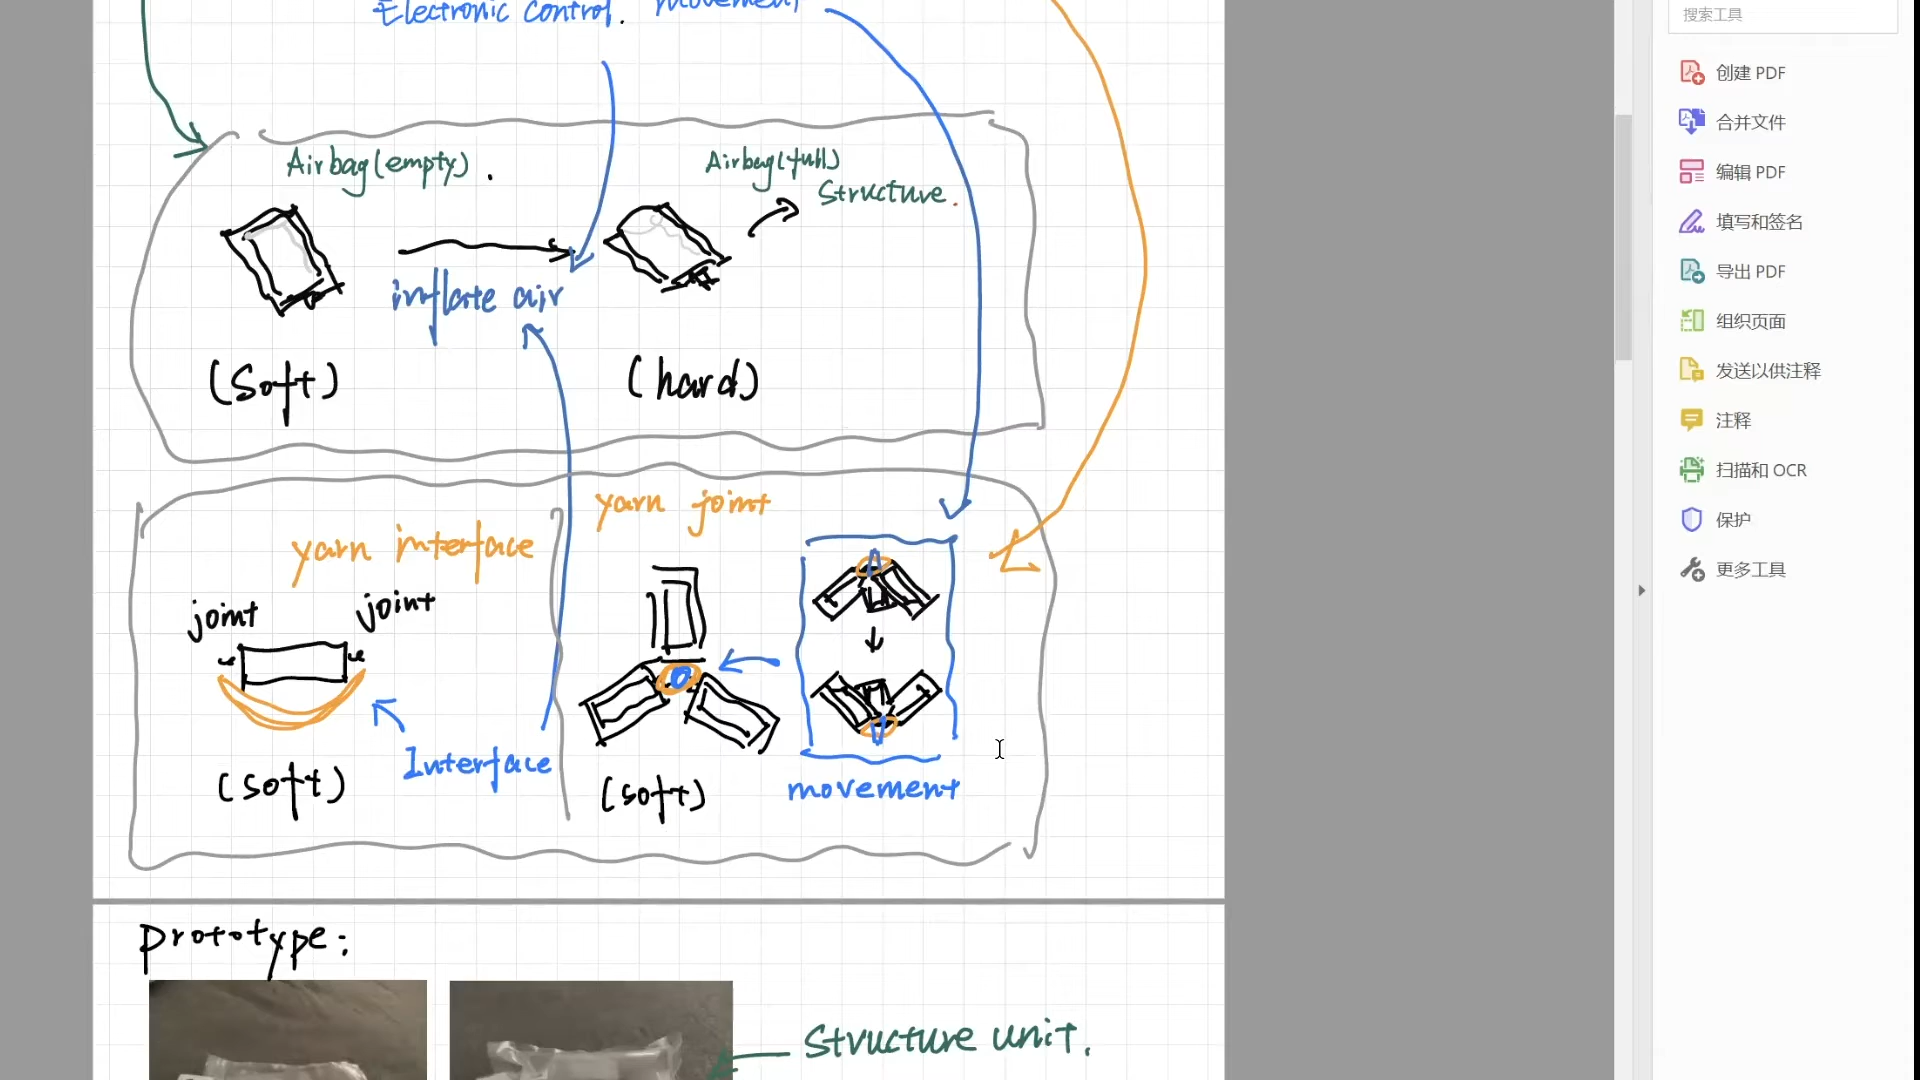 Electronic Control. movement
Airbag(empty).
Airbag(full)
Structure.
inflate air
(Soft)
(hard)
yarn interface
yarn joint
joint
joint
Interface
(soft)
(soft)
movement
prototype:
Structure unit.
搜索工具
创建 PDF
合并文件
编辑 PDF
填写和签名
导出 PDF
组织页面
发送以供注释
注释
扫描和 OCR
保护
更多工具